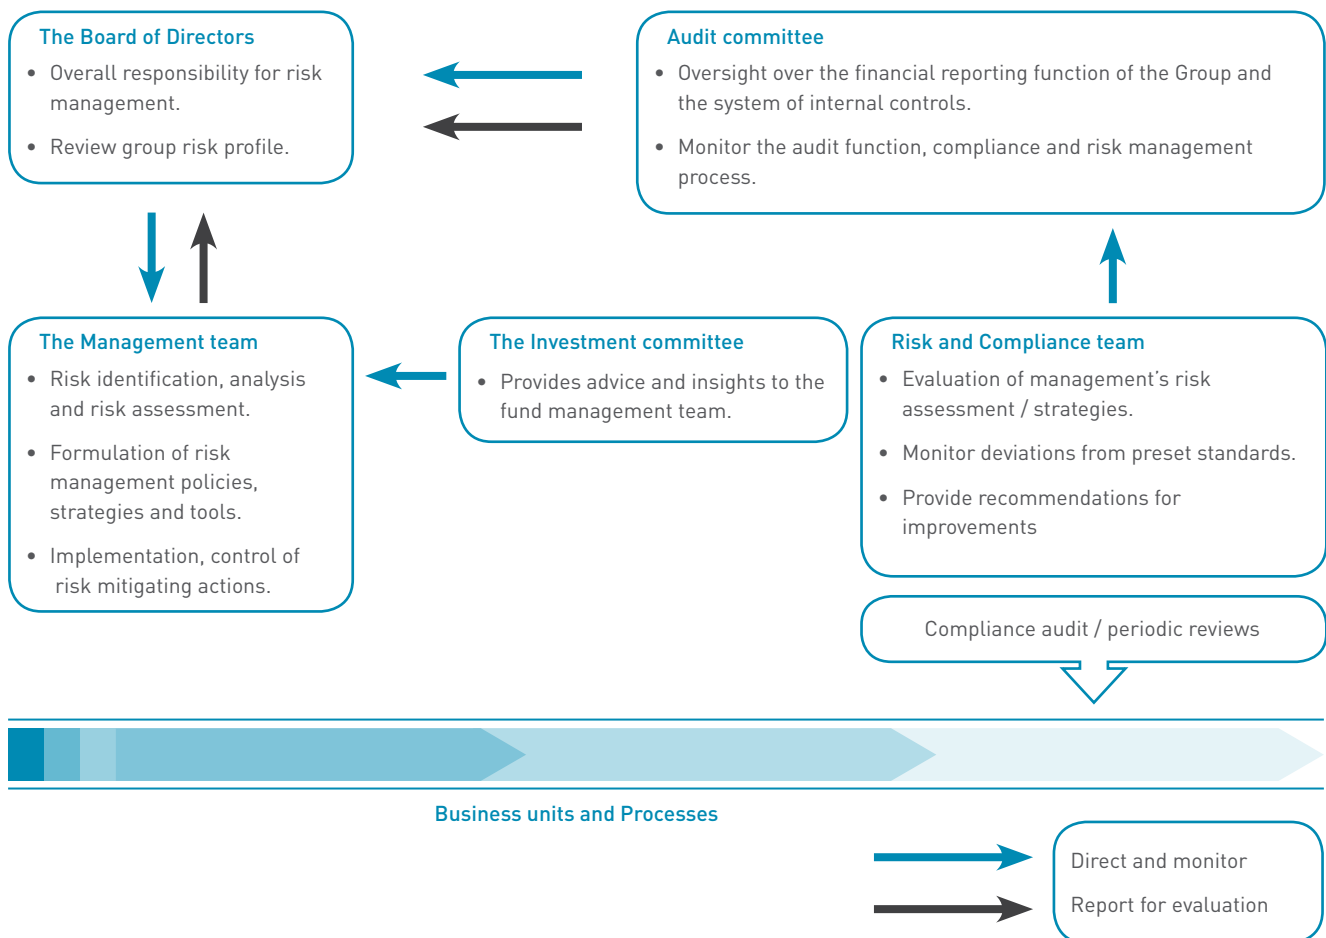 The Board of Directors
• Overall responsibility for risk
management.
• Review group risk profile.
Audit committee
• Oversight over the financial reporting function of the Group and
the system of internal controls.
• Monitor the audit function, compliance and risk management
process.
The Management team
• Risk identification, analysis
and risk assessment.
• Formulation of risk
management policies,
strategies and tools.
• Implementation, control of
risk mitigating actions.
The Investment committee
• Provides advice and insights to the
fund management team.
Risk and Compliance team
• Evaluation of management’s risk
assessment / strategies.
• Monitor deviations from preset standards.
• Provide recommendations for
improvements
Compliance audit / periodic reviews
Business units and Processes
Direct and monitor
Report for evaluation